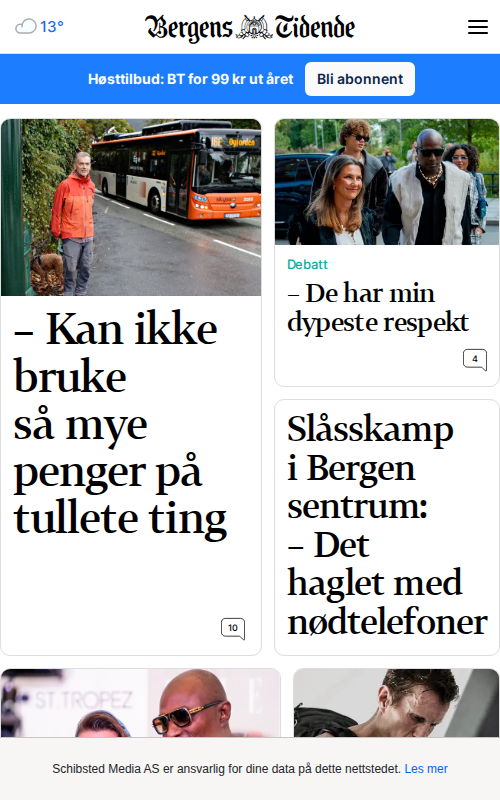 13°
Bergens Tidende
Høsttilbud: BT for 99 kr ut året
Bli abonnent
– Kan ikke
bruke
så mye
penger på
tullete ting
10
Debatt
– De har min
dypeste respekt
4
Slåsskamp
i Bergen
sentrum:
– Det
haglet med
nødtelefoner
ST.TROPEZ
Schibsted Media AS er ansvarlig for dine data på dette nettstedet. Les mer